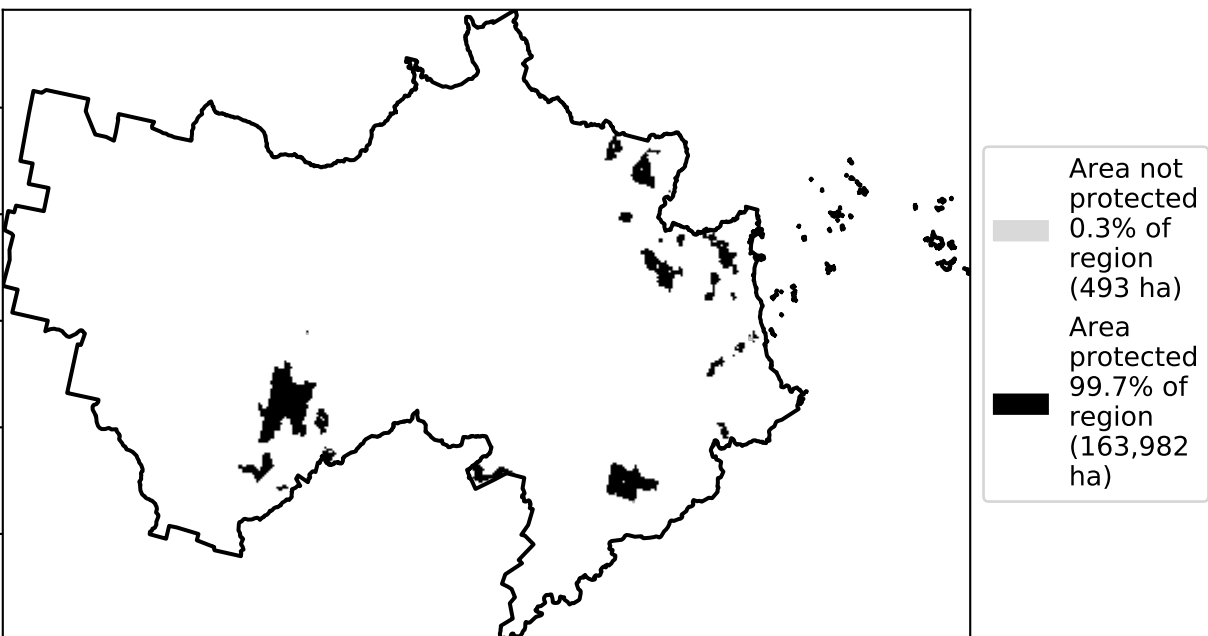 Area not
protected
0.3% of
region
(493 ha)
Area
protected
99.7% of
region
(163,982
ha)